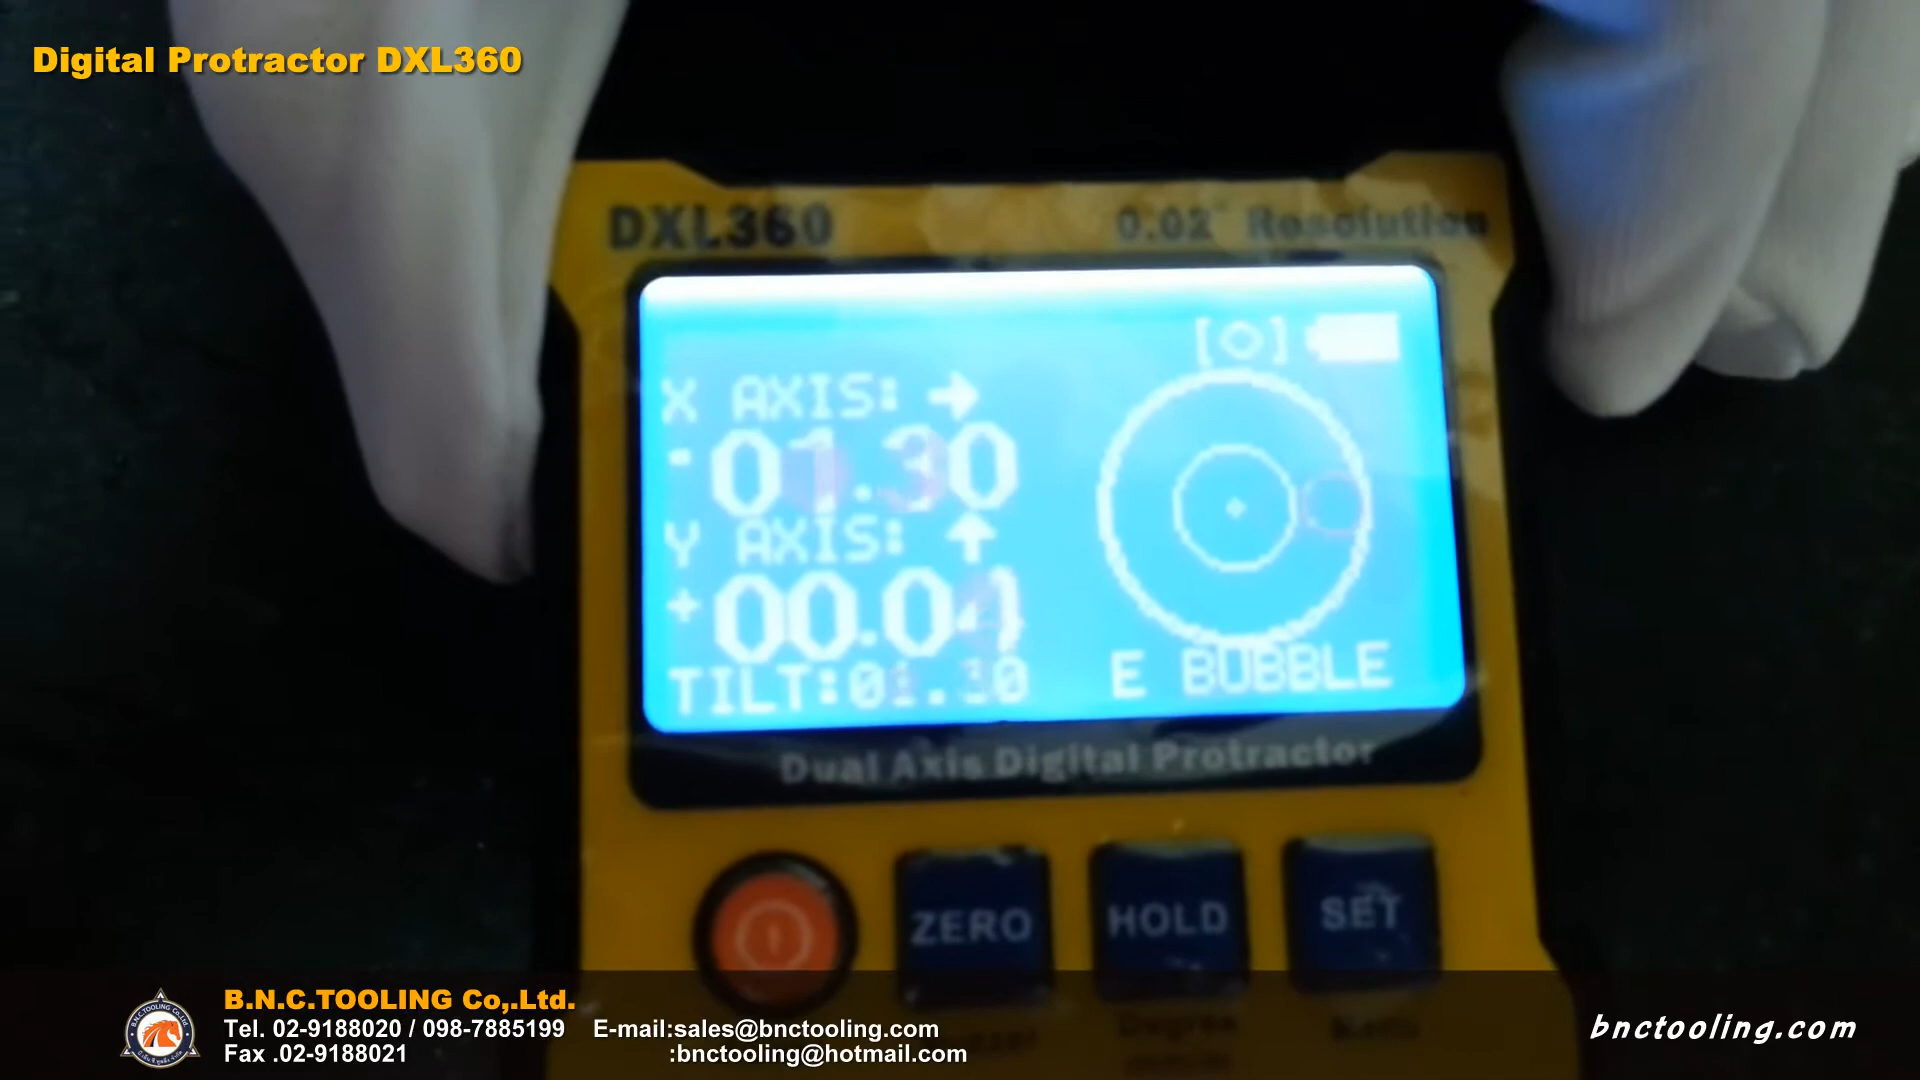 Digital Protractor DXL360
DXL360 0.02° Resolution
[O]
X AXIS: →
-01.30
Y AXIS: ↑
+00.04
TILT:01.30
E BUBBLE
Dual Axis Digital Protractor
ZERO HOLD SET
Degree
B.N.C.TOOLING Co,.Ltd.
Tel. 02-9188020 / 098-7885199 E-mail:sales@bnctooling.com
Fax .02-9188021 :bnctooling@hotmail.com
bnctooling.com